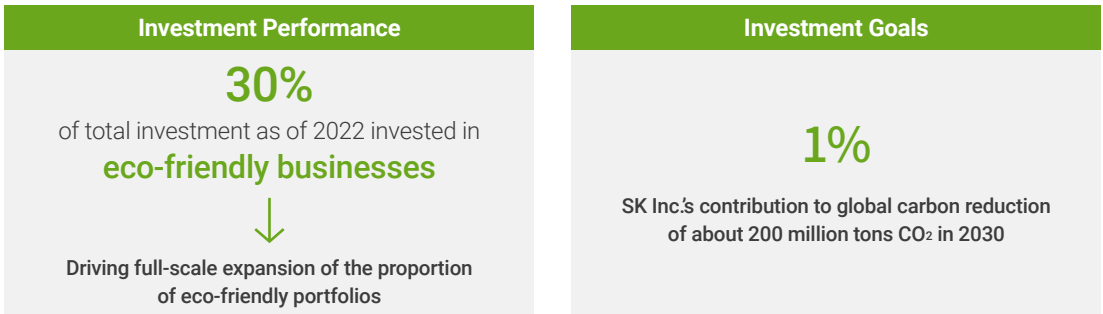 Investment Performance
30%
of total investment as of 2022 invested in
eco-friendly businesses
Driving full-scale expansion of the proportion
of eco-friendly portfolios
Investment Goals
1%
SK Inc.'s contribution to global carbon reduction
of about 200 million tons CO2 in 2030